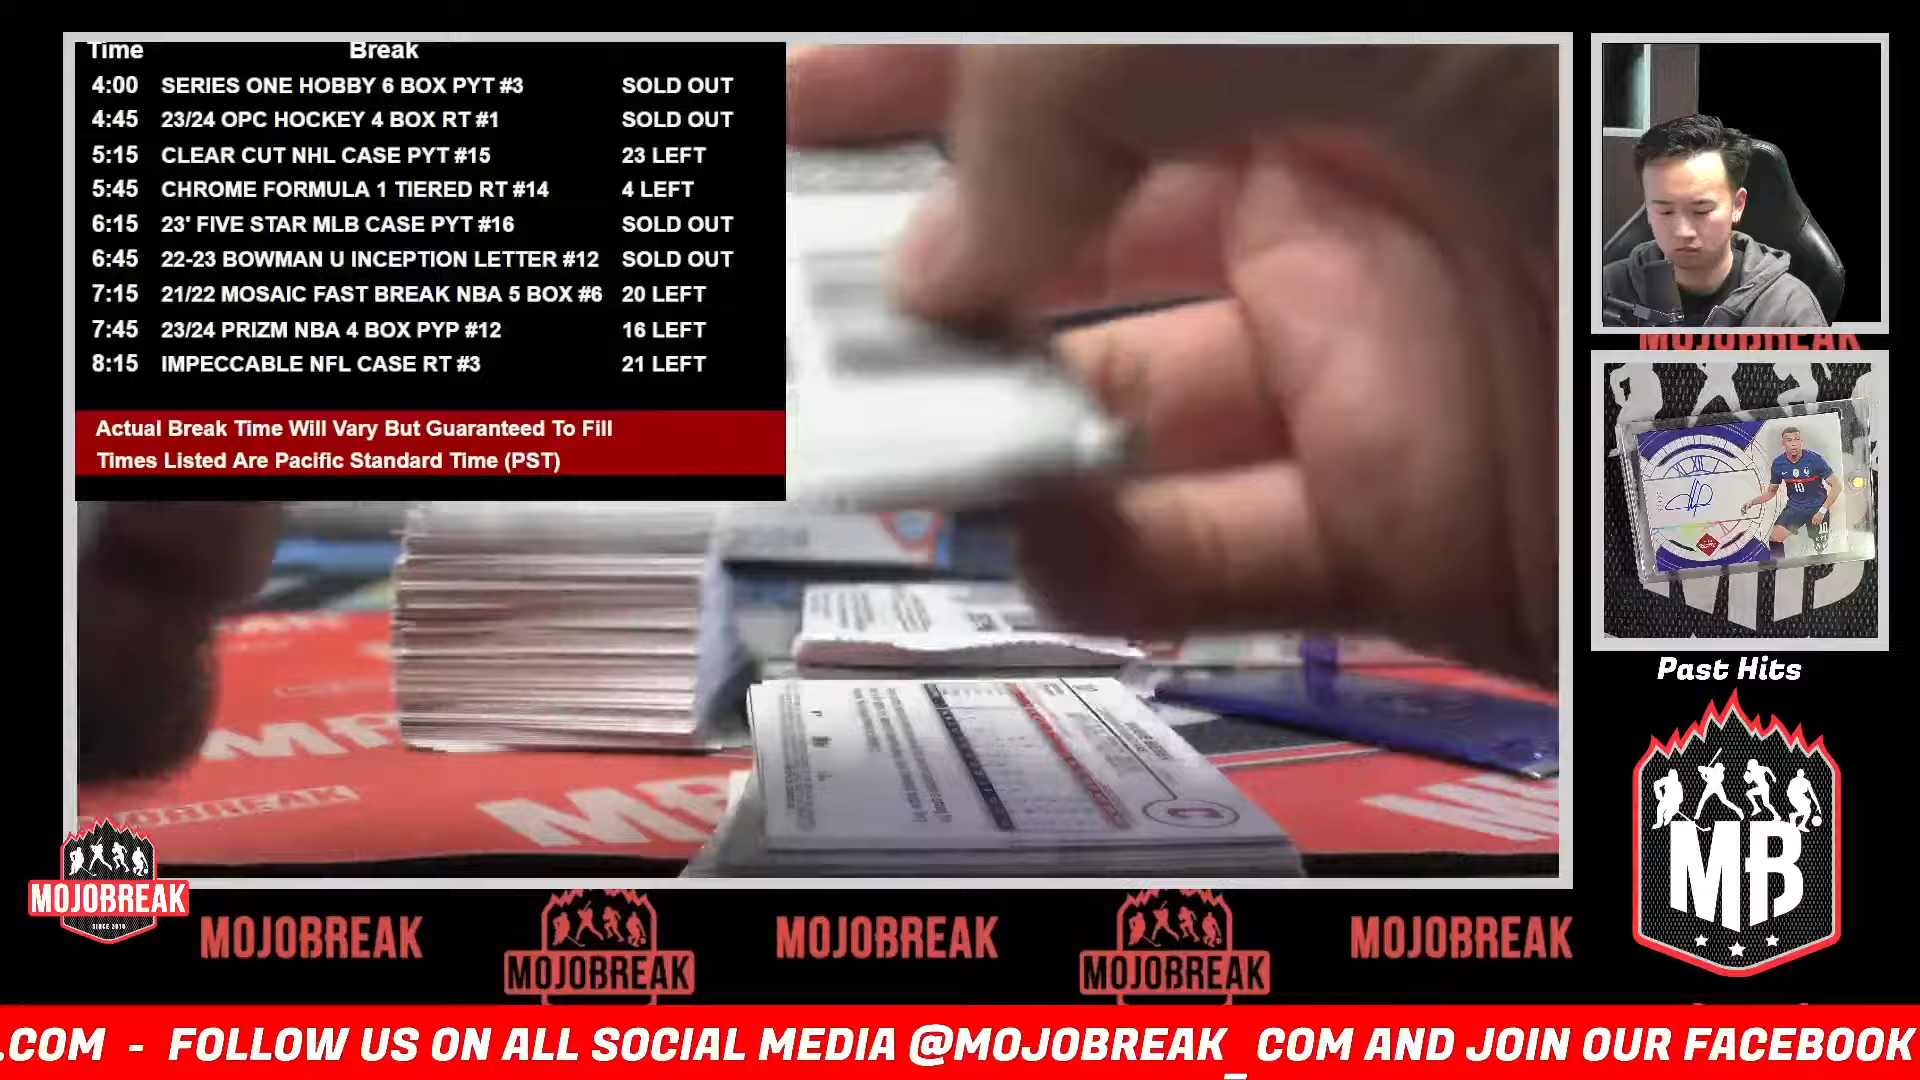 Time Break
4:00 SERIES ONE HOBBY 6 BOX PYT #3 SOLD OUT
4:45 23/24 OPC HOCKEY 4 BOX RT #1 SOLD OUT
5:15 CLEAR CUT NHL CASE PYT #15 23 LEFT
5:45 CHROME FORMULA 1 TIERED RT #14 4 LEFT
6:15 23' FIVE STAR MLB CASE PYT #16 SOLD OUT
6:45 22-23 BOWMAN U INCEPTION LETTER #12 SOLD OUT
7:15 21/22 MOSAIC FAST BREAK NBA 5 BOX #6 20 LEFT
7:45 23/24 PRIZM NBA 4 BOX PYP #12 16 LEFT
8:15 IMPECCABLE NFL CASE RT #3 21 LEFT
Actual Break Time Will Vary But Guaranteed To Fill
Times Listed Are Pacific Standard Time (PST)
MOJOBREAK
10
Past Hits
MB
MOJOBREAK
SINCE 2010
MOJOBREAK
MOJOBREAK
MOJOBREAK
MOJOBREAK
MOJOBREAK
.COM - FOLLOW US ON ALL SOCIAL MEDIA @MOJOBREAK_COM AND JOIN OUR FACEBOOK